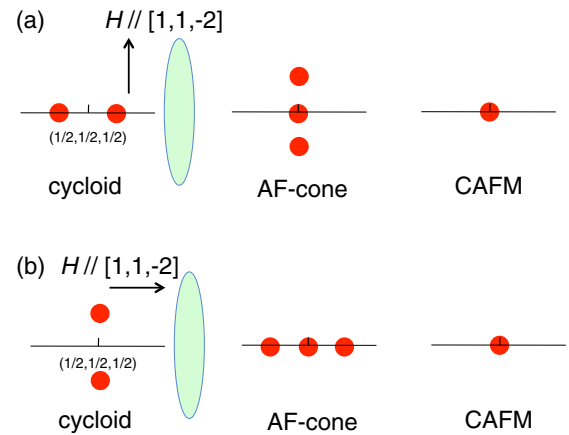 (a)
H // [1,1,-2]
(1/2,1/2,1/2)
cycloid
AF-cone
CAFM
(b)
H // [1,1,-2]
(1/2,1/2,1/2)
cycloid
AF-cone
CAFM